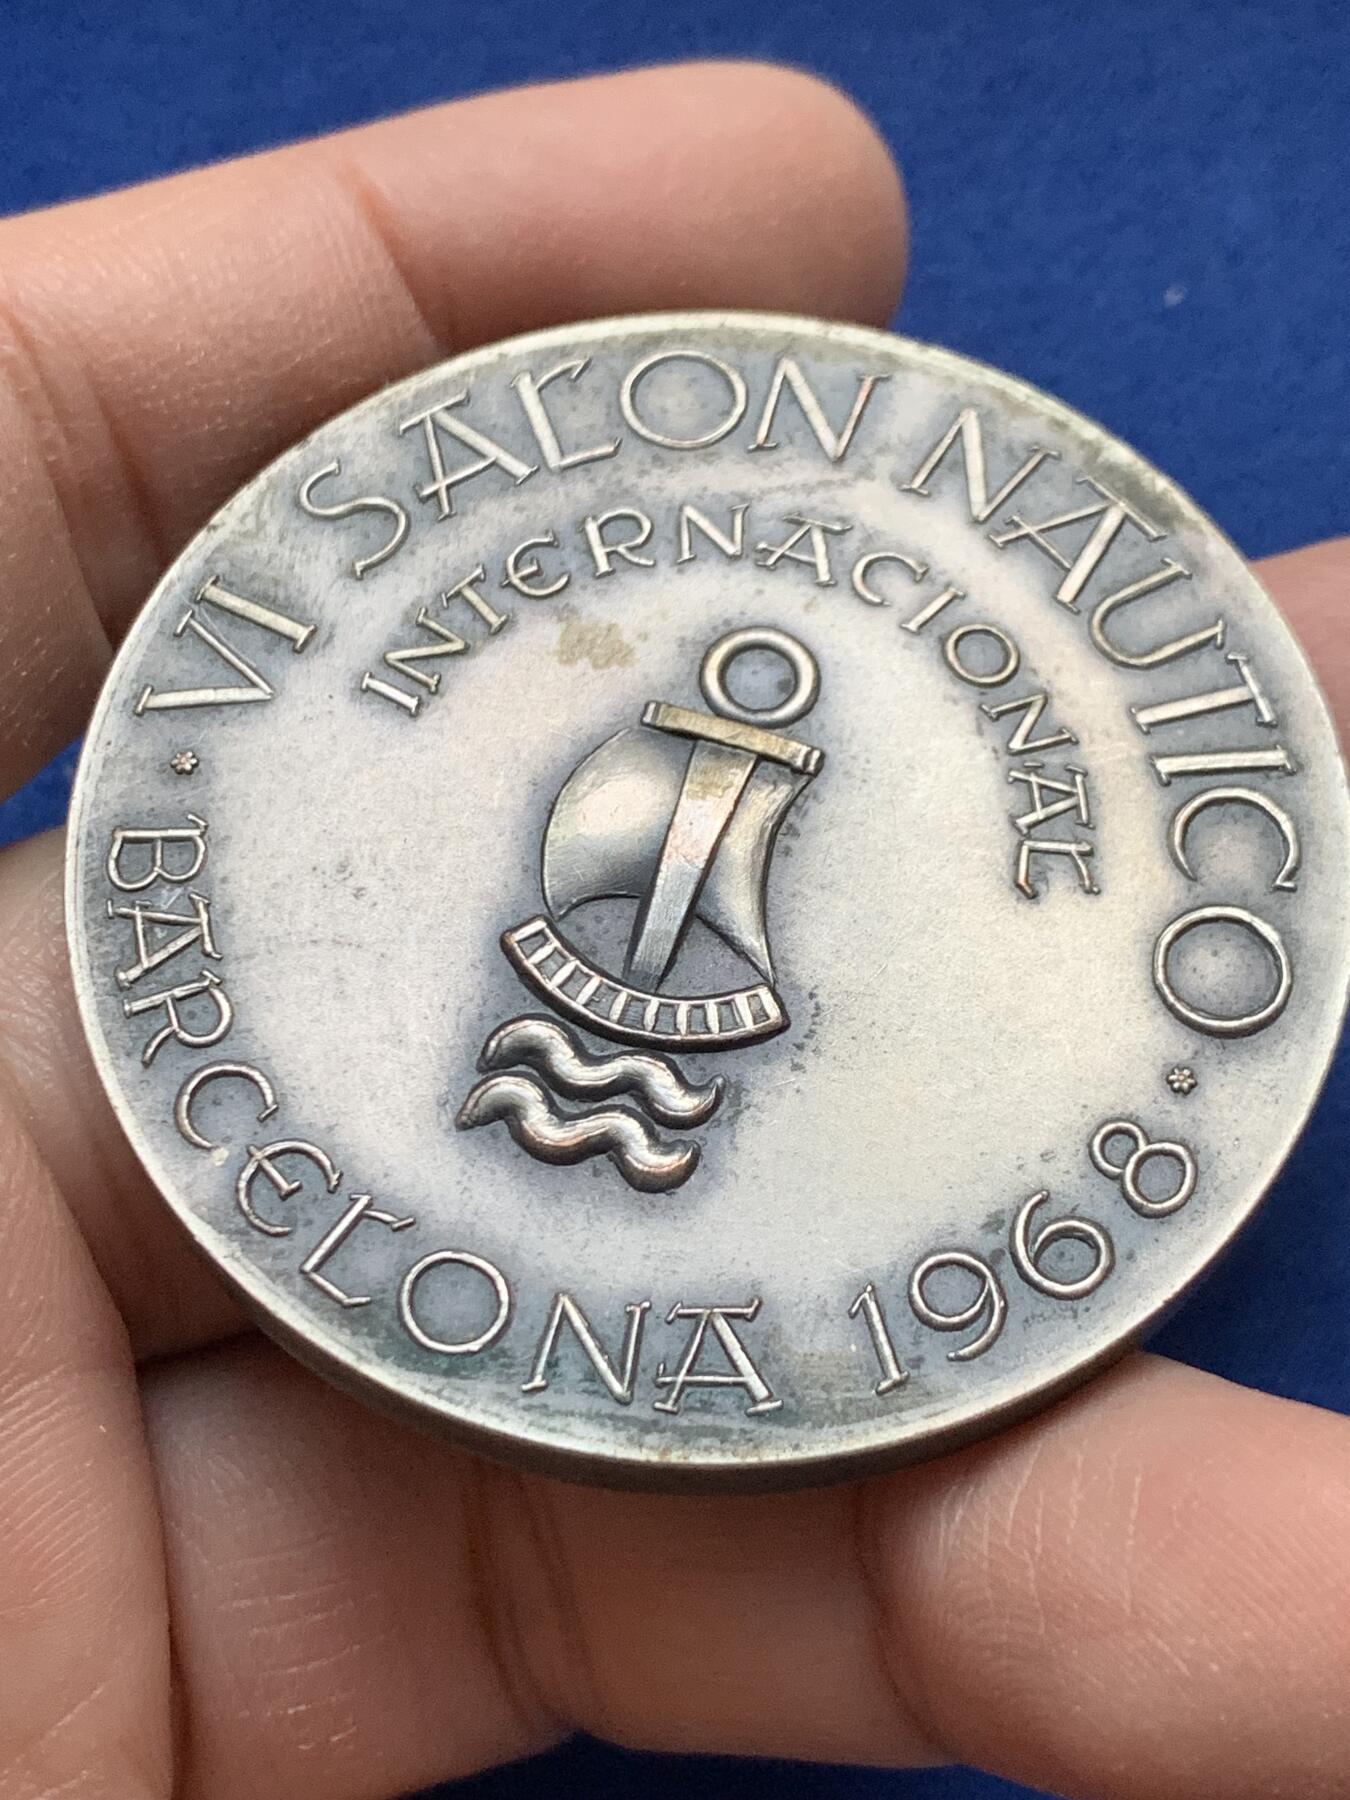 VI SALON NAUTICO
INTERNACIONAL
BARCELONA 1968